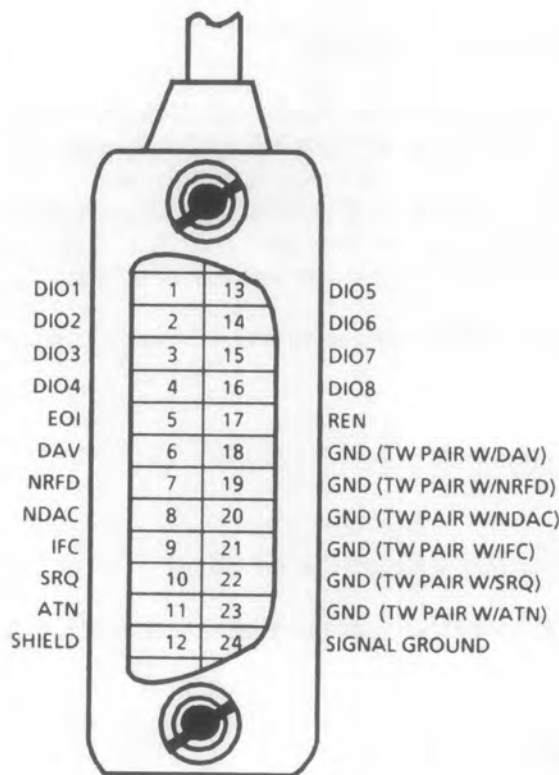 DIO1 1 13 DIO5
DIO2 2 14 DIO6
DIO3 3 15 DIO7
DIO4 4 16 DIO8
EOI 5 17 REN
DAV 6 18 GND (TW PAIR W/DAV)
NRFD 7 19 GND (TW PAIR W/NRFD)
NDAC 8 20 GND (TW PAIR W/NDAC)
IFC 9 21 GND (TW PAIR W/IFC)
SRQ 10 22 GND (TW PAIR W/SRQ)
ATN 11 23 GND (TW PAIR W/ATN)
SHIELD 12 24 SIGNAL GROUND